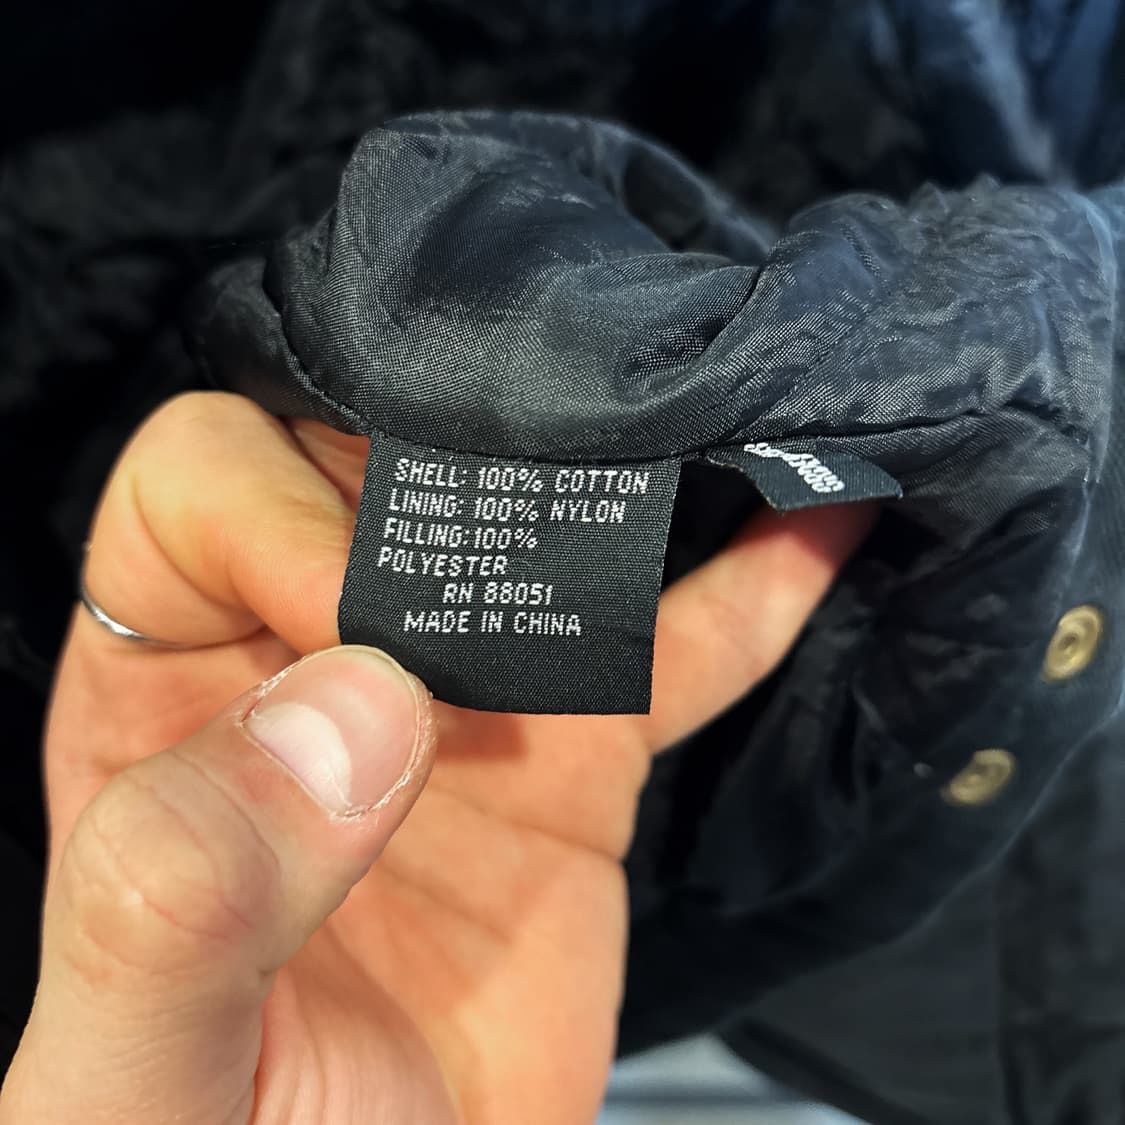 SHELL: 100% COTTON
LINING: 100% NYLON
FILLING:100%
POLYESTER
RN 88051
MADE IN CHINA